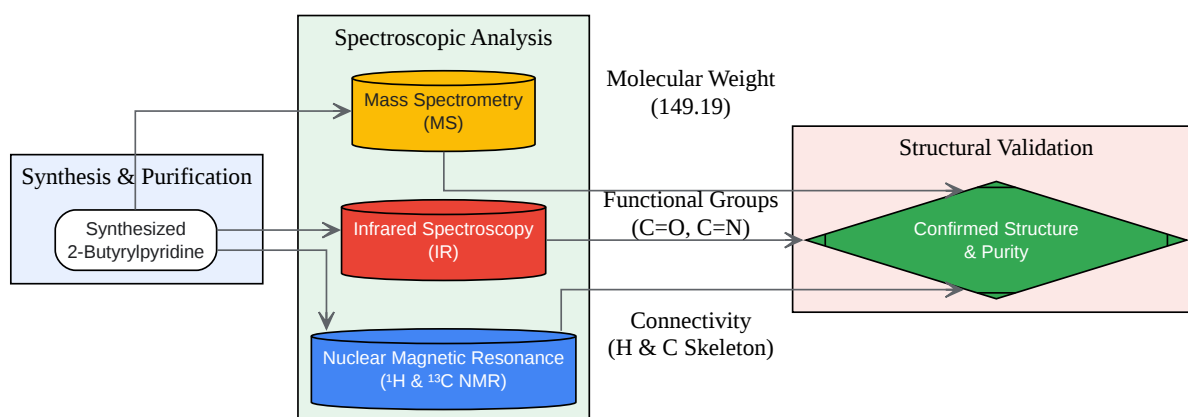 Synthesis & Purification
Synthesized
2-Butyrylpyridine
Spectroscopic Analysis
Mass Spectrometry
(MS)
Infrared Spectroscopy
(IR)
Nuclear Magnetic Resonance
(¹H & ¹³C NMR)
Molecular Weight
(149.19)
Functional Groups
(C=O, C=N)
Connectivity
(H & C Skeleton)
Structural Validation
Confirmed Structure
& Purity